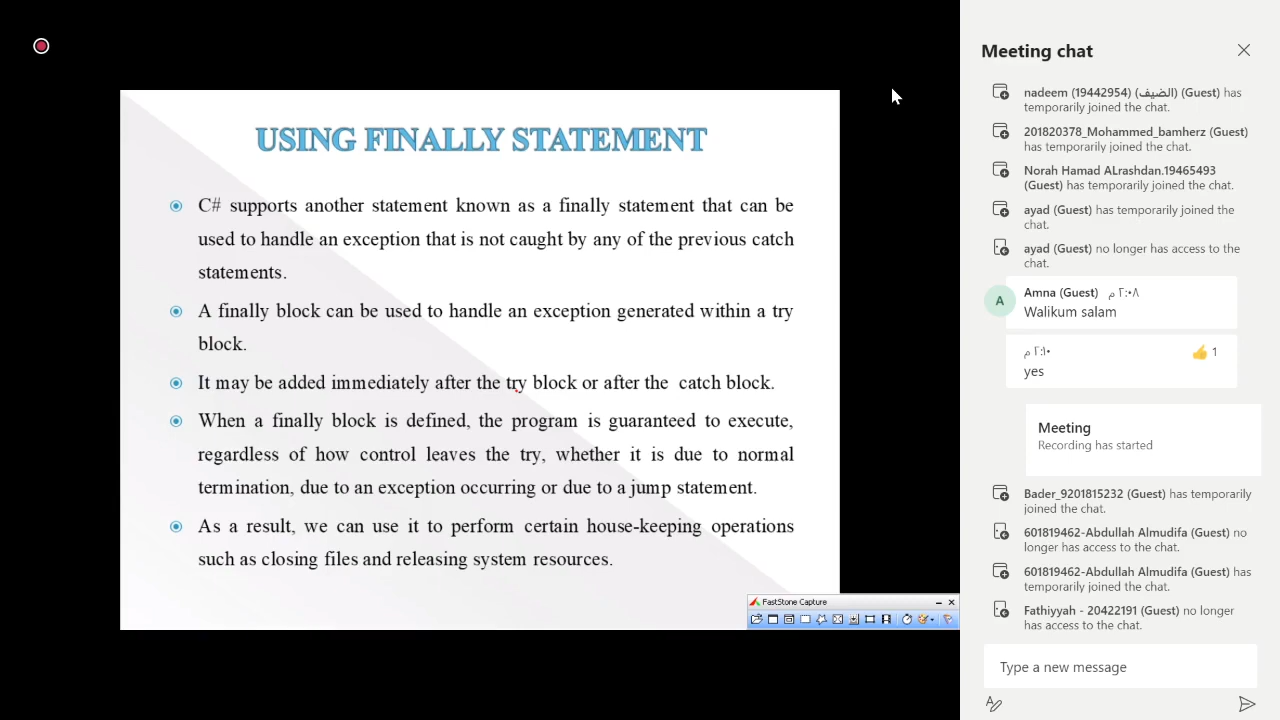 USING FINALLY STATEMENT
C# supports another statement known as a finally statement that can be
used to handle an exception that is not caught by any of the previous catch
statements.
A finally block can be used to handle an exception generated within a try
block.
It may be added immediately after the try block or after the catch block.
When a finally block is defined, the program is guaranteed to execute,
regardless of how control leaves the try, whether it is due to normal
termination, due to an exception occurring or due to a jump statement.
As a result, we can use it to perform certain house-keeping operations
such as closing files and releasing system resources.
FastStone Capture
Meeting chat
nadeem (19442954) (الضيف) (Guest) has
temporarily joined the chat.
201820378_Mohammed_bamherz (Guest)
has temporarily joined the chat.
Norah Hamad ALrashdan.19465493
(Guest) has temporarily joined the chat.
ayad (Guest) has temporarily joined the
chat.
ayad (Guest) no longer has access to the
chat.
A
Amna (Guest) ٢:٠٨ م
Walikum salam
٢:١٠ م
👍 1
yes
Meeting
Recording has started
Bader_9201815232 (Guest) has temporarily
joined the chat.
601819462-Abdullah Almudifa (Guest) no
longer has access to the chat.
601819462-Abdullah Almudifa (Guest) has
temporarily joined the chat.
Fathiyyah - 20422191 (Guest) no longer
has access to the chat.
Type a new message